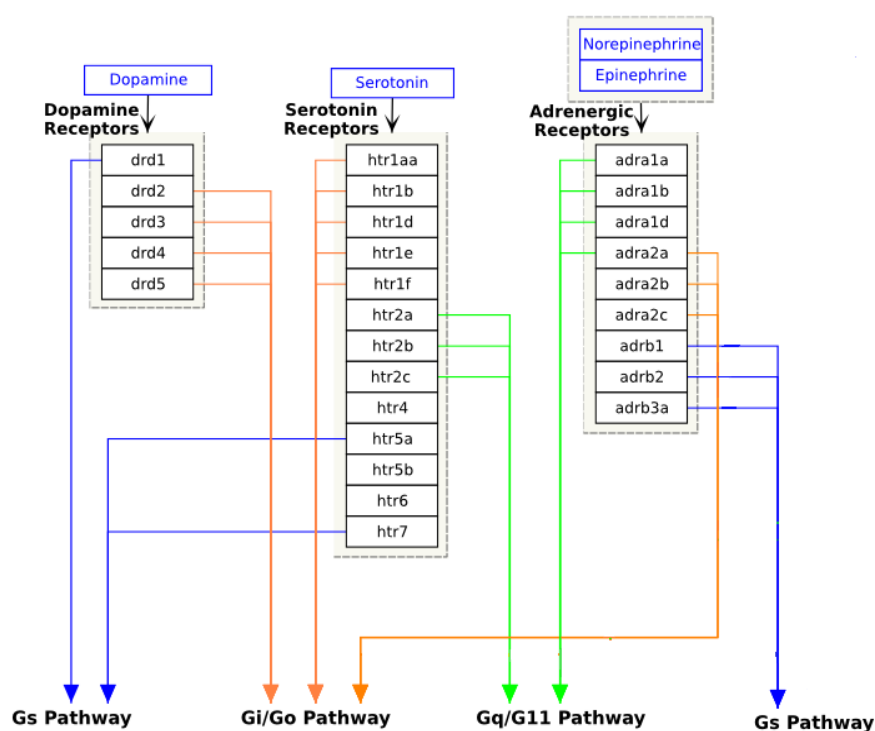 Norepinephrine
Epinephrine
Dopamine
Serotonin
Dopamine
Receptors
Serotonin
Receptors
Adrenergic
Receptors
drd1
drd2
drd3
drd4
drd5
htr1aa
htr1b
htr1d
htr1e
htr1f
htr2a
htr2b
htr2c
htr4
htr5a
htr5b
htr6
htr7
adra1a
adra1b
adra1d
adra2a
adra2b
adra2c
adrb1
adrb2
adrb3a
Gs Pathway
Gi/Go Pathway
Gq/G11 Pathway
Gs Pathway